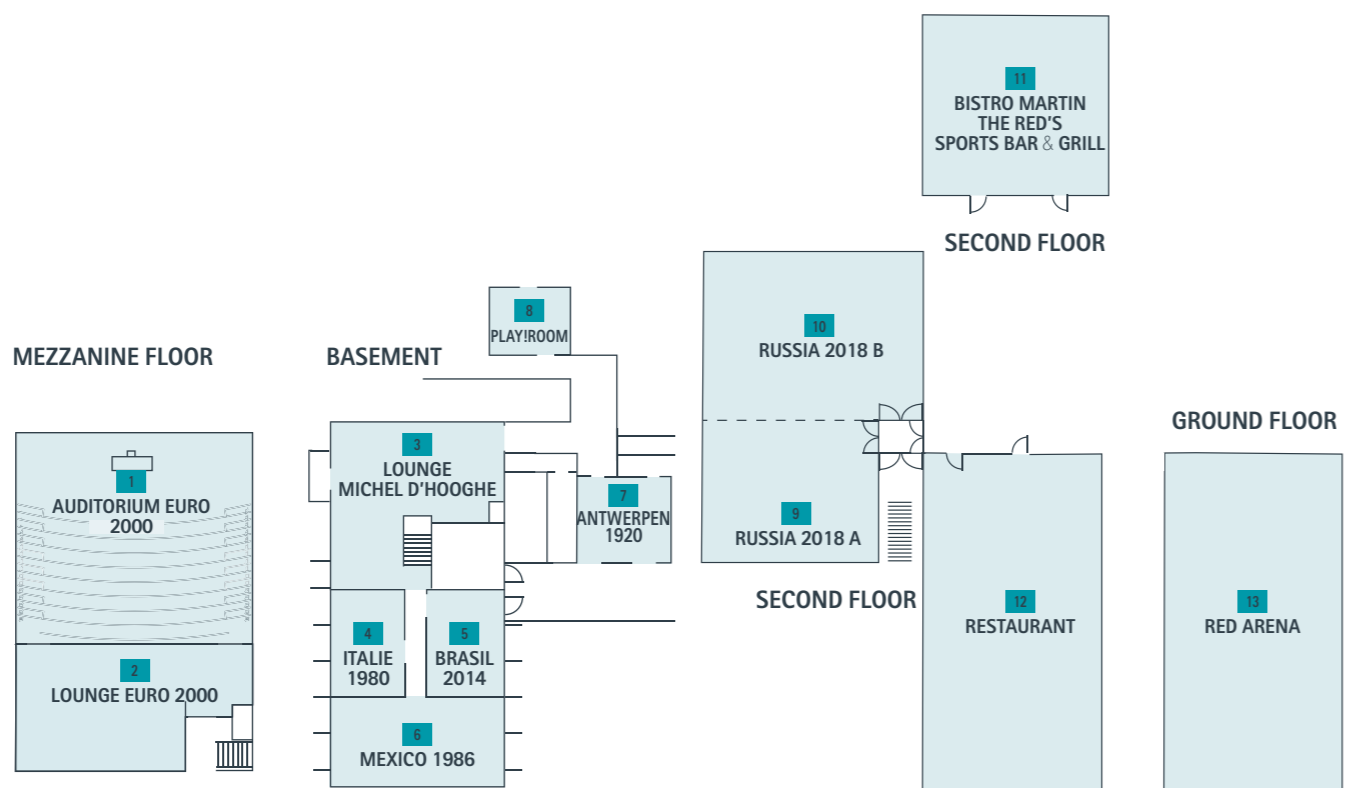 11
BISTRO MARTIN
THE RED'S
SPORTS BAR & GRILL
SECOND FLOOR
MEZZANINE FLOOR
1
AUDITORIUM EURO
2000
2
LOUNGE EURO 2000
BASEMENT
8
PLAY!ROOM
3
LOUNGE
MICHEL D'HOOGHE
7
ANTWERPEN
1920
4
ITALIE
1980
5
BRASIL
2014
6
MEXICO 1986
10
RUSSIA 2018 B
9
RUSSIA 2018 A
SECOND FLOOR
12
RESTAURANT
GROUND FLOOR
13
RED ARENA